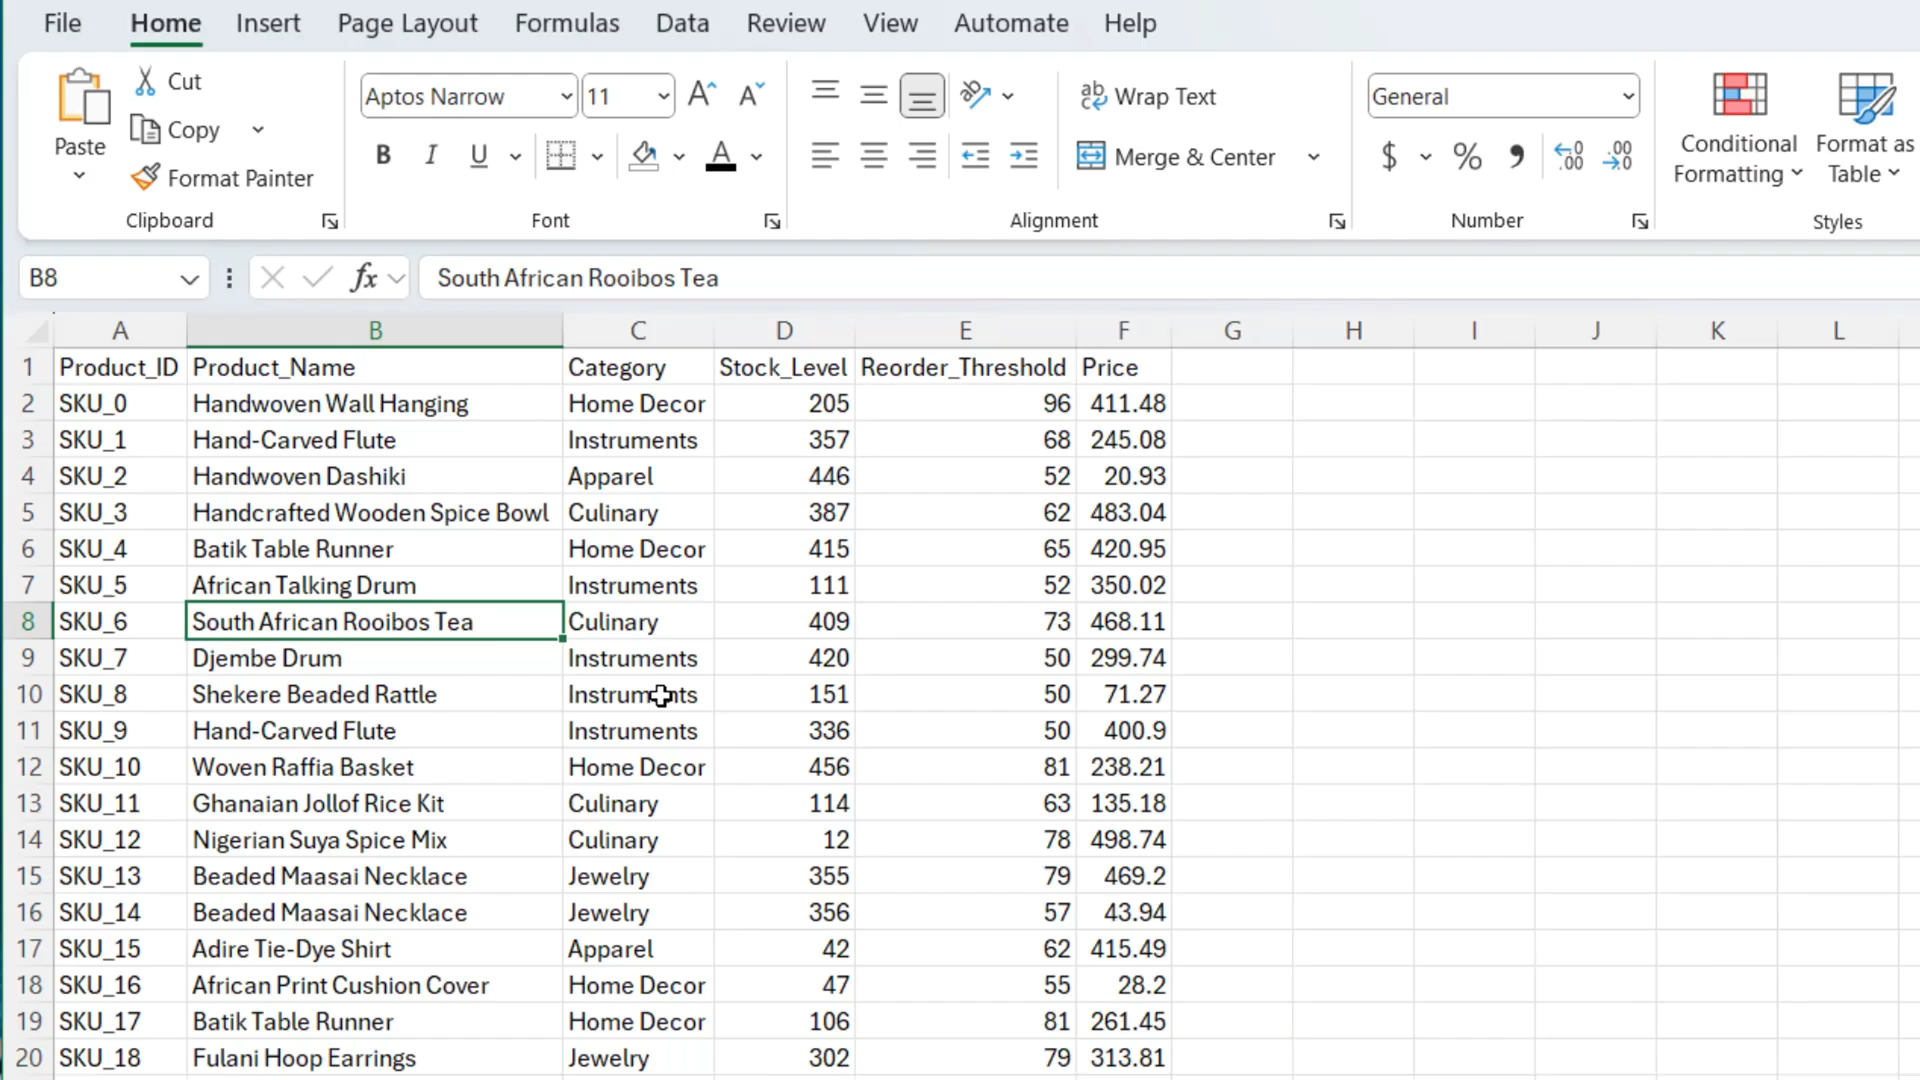 File Home Insert Page Layout Formulas Data Review View Automate Help
Paste
Cut
Copy
Format Painter
Clipboard
Aptos Narrow 11 A A
B I U A
Font
ab Wrap Text
Merge & Center
Alignment
General
$ % 9 .00 .00
Number
Conditional Formatting
Format as Table
Styles
B8 fx South African Rooibos Tea
A B C D E F G H I J K L
1 Product_ID Product_Name Category Stock_Level Reorder_Threshold Price
2 SKU_0 Handwoven Wall Hanging Home Decor 205 96 411.48
3 SKU_1 Hand-Carved Flute Instruments 357 68 245.08
4 SKU_2 Handwoven Dashiki Apparel 446 52 20.93
5 SKU_3 Handcrafted Wooden Spice Bowl Culinary 387 62 483.04
6 SKU_4 Batik Table Runner Home Decor 415 65 420.95
7 SKU_5 African Talking Drum Instruments 111 52 350.02
8 SKU_6 South African Rooibos Tea Culinary 409 73 468.11
9 SKU_7 Djembe Drum Instruments 420 50 299.74
10 SKU_8 Shekere Beaded Rattle Instruments 151 50 71.27
11 SKU_9 Hand-Carved Flute Instruments 336 50 400.9
12 SKU_10 Woven Raffia Basket Home Decor 456 81 238.21
13 SKU_11 Ghanaian Jollof Rice Kit Culinary 114 63 135.18
14 SKU_12 Nigerian Suya Spice Mix Culinary 12 78 498.74
15 SKU_13 Beaded Maasai Necklace Jewelry 355 79 469.2
16 SKU_14 Beaded Maasai Necklace Jewelry 356 57 43.94
17 SKU_15 Adire Tie-Dye Shirt Apparel 42 62 415.49
18 SKU_16 African Print Cushion Cover Home Decor 47 55 28.2
19 SKU_17 Batik Table Runner Home Decor 106 81 261.45
20 SKU_18 Fulani Hoop Earrings Jewelry 302 79 313.81